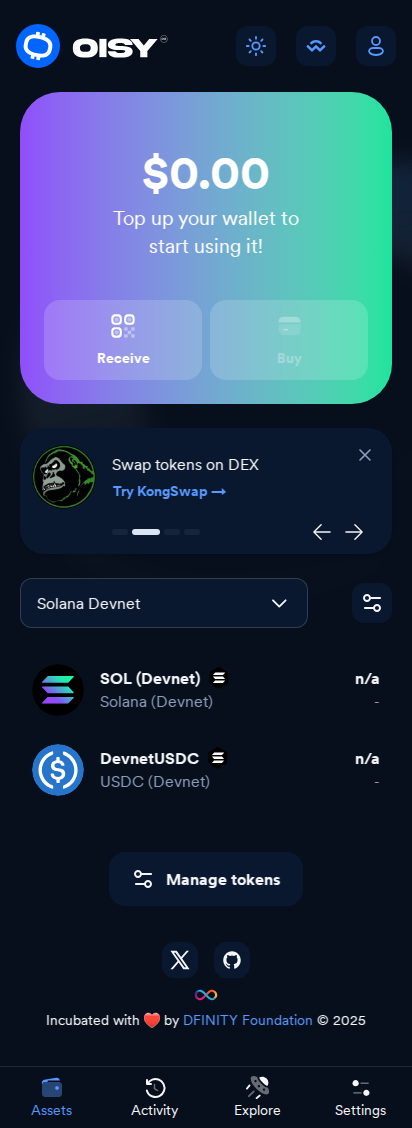 OISY
$0.00
Top up your wallet to
start using it!
Receive
Buy
Swap tokens on DEX
Try KongSwap →
Solana Devnet
SOL (Devnet)
n/a
Solana (Devnet)
-
DevnetUSDC
n/a
USDC (Devnet)
-
Manage tokens
Incubated with ❤️ by DFINITY Foundation © 2025
Assets
Activity
Explore
Settings